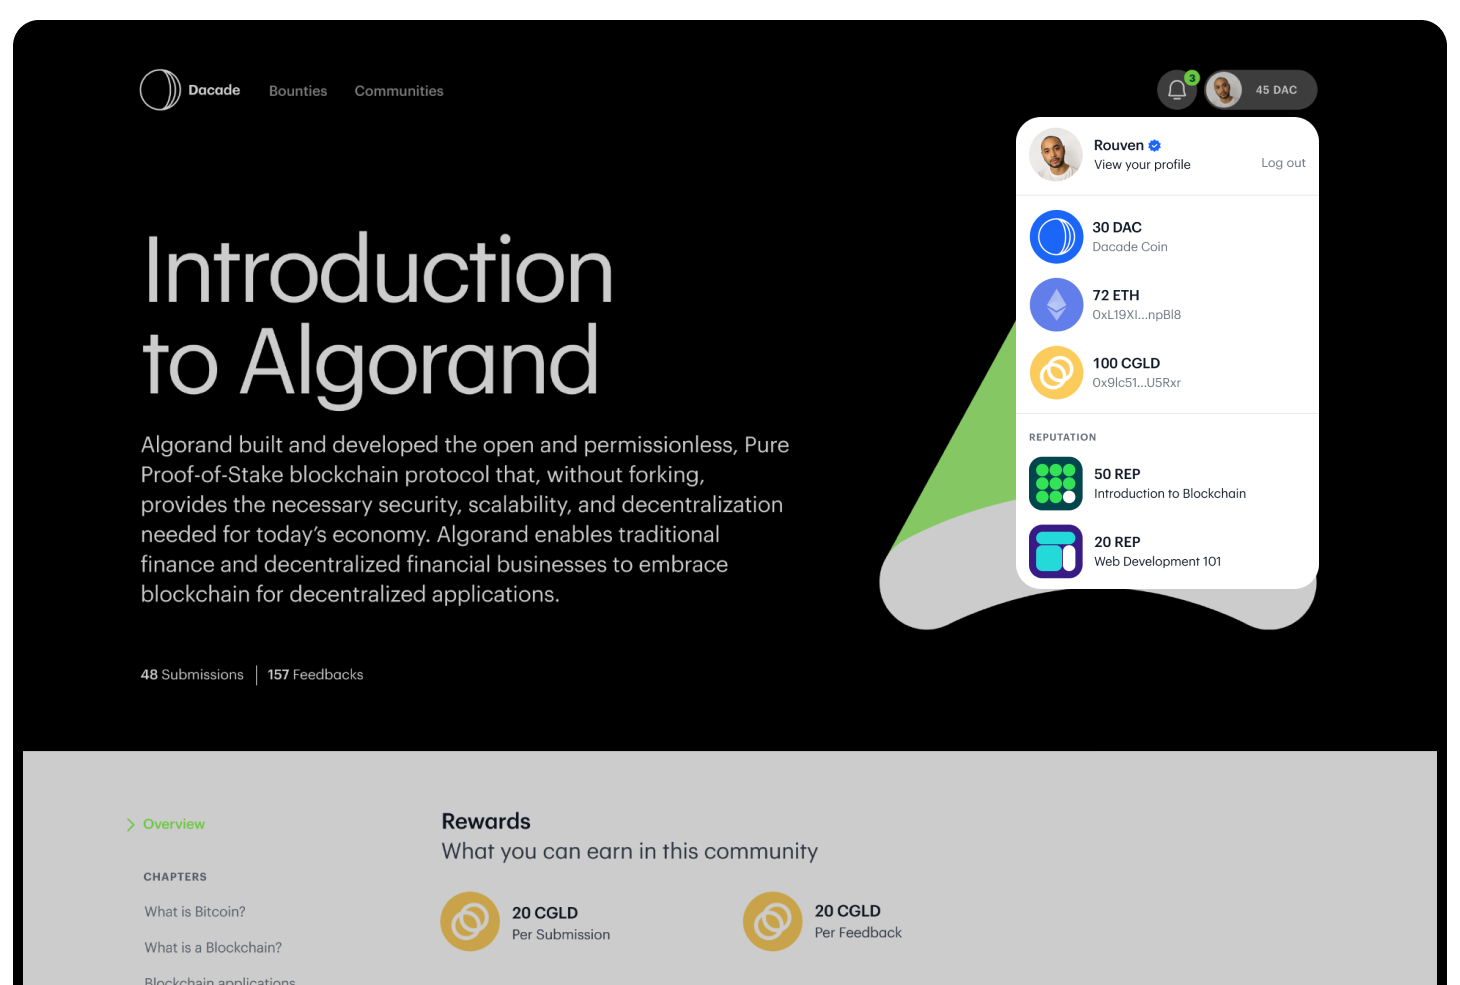 Dacade
Bounties
Communities
3
45 DAC
Rouven
View your profile
Log out
30 DAC
Dacade Coin
72 ETH
0xL19XI...npBl8
100 CGLD
0x9lc51...U5Rxr
REPUTATION
50 REP
Introduction to Blockchain
20 REP
Web Development 101
Introduction
to Algorand
Algorand built and developed the open and permissionless, Pure
Proof-of-Stake blockchain protocol that, without forking,
provides the necessary security, scalability, and decentralization
needed for today’s economy. Algorand enables traditional
finance and decentralized financial businesses to embrace
blockchain for decentralized applications.
48 Submissions
157 Feedbacks
Overview
CHAPTERS
What is Bitcoin?
What is a Blockchain?
Blockchain applications
Rewards
What you can earn in this community
20 CGLD
Per Submission
20 CGLD
Per Feedback